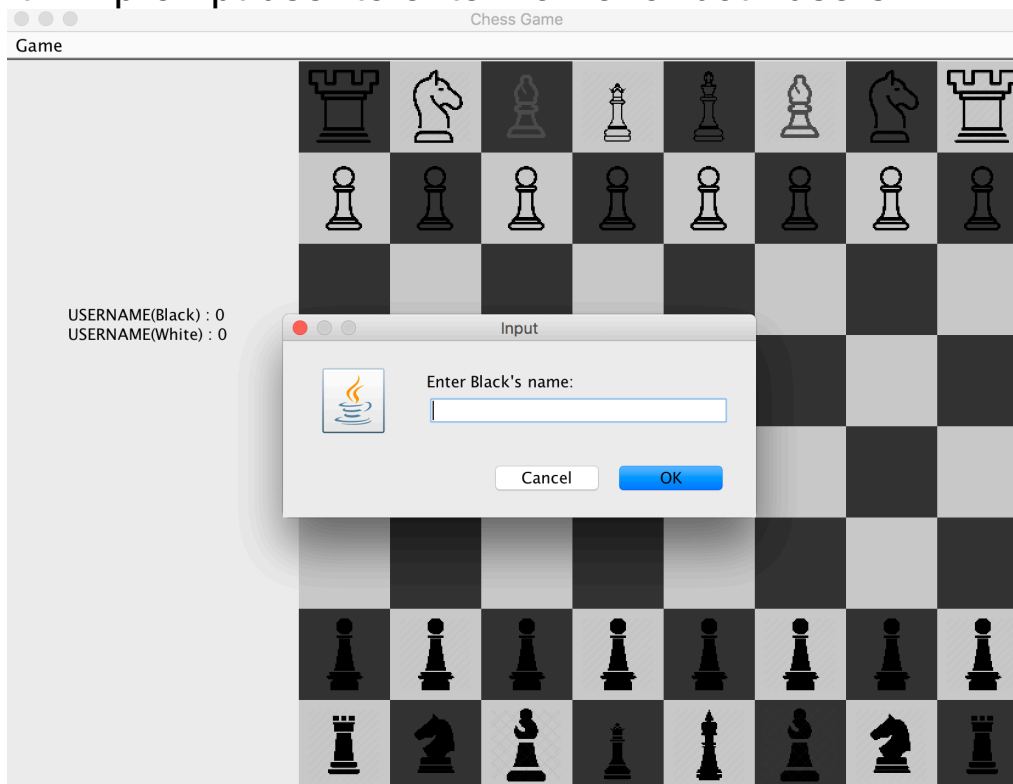 Chess Game
Game
USERNAME(Black) : 0
USERNAME(White) : 0
Input
Enter Black's name:
Cancel
OK